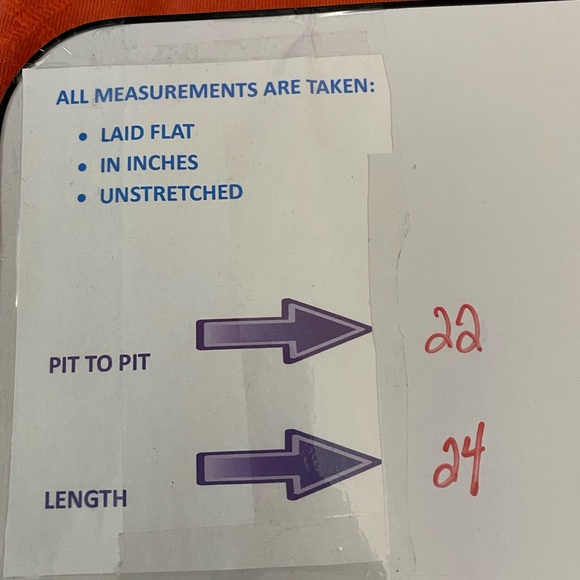 ALL MEASUREMENTS ARE TAKEN:
• LAID FLAT
• IN INCHES
• UNSTRETCHED
PIT TO PIT 22
LENGTH 24